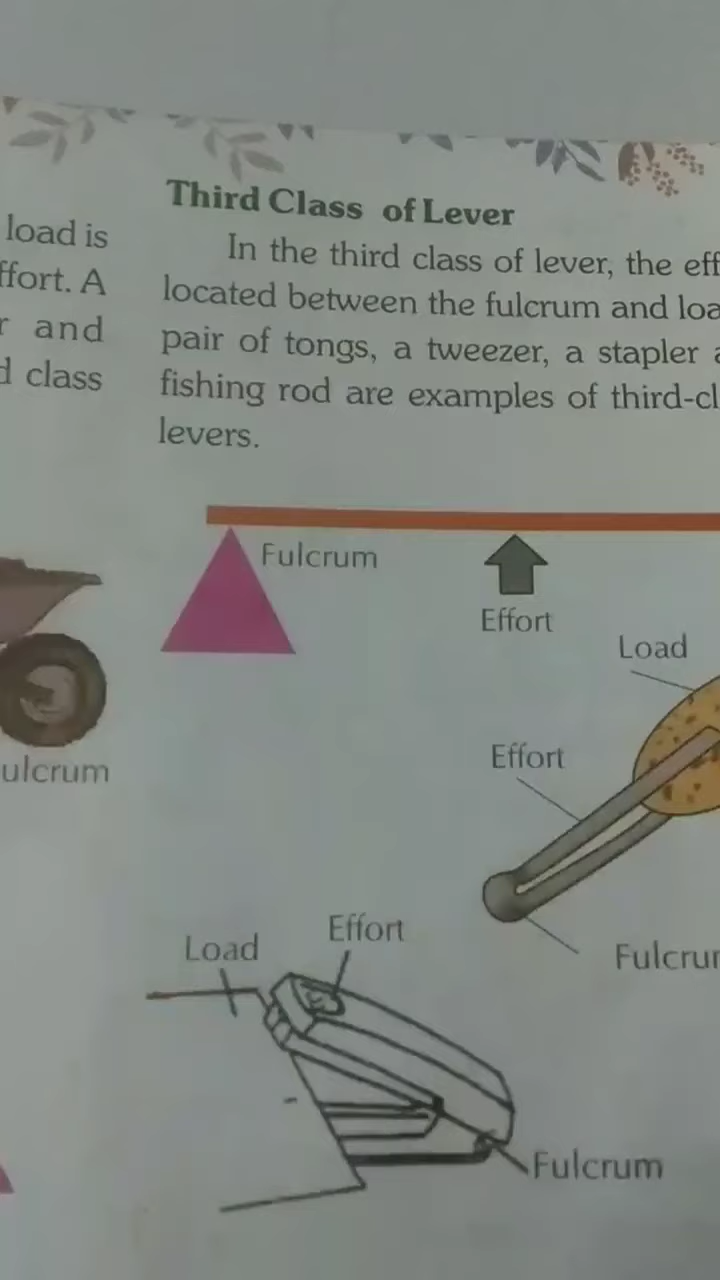 load is
ffort. A
r and
d class
ulcrum
Third Class of Lever
In the third class of lever, the eff
located between the fulcrum and loa
pair of tongs, a tweezer, a stapler a
fishing rod are examples of third-cl
levers.
Fulcrum
Effort
Load
Effort
Fulcrum
Load
Effort
Fulcrum